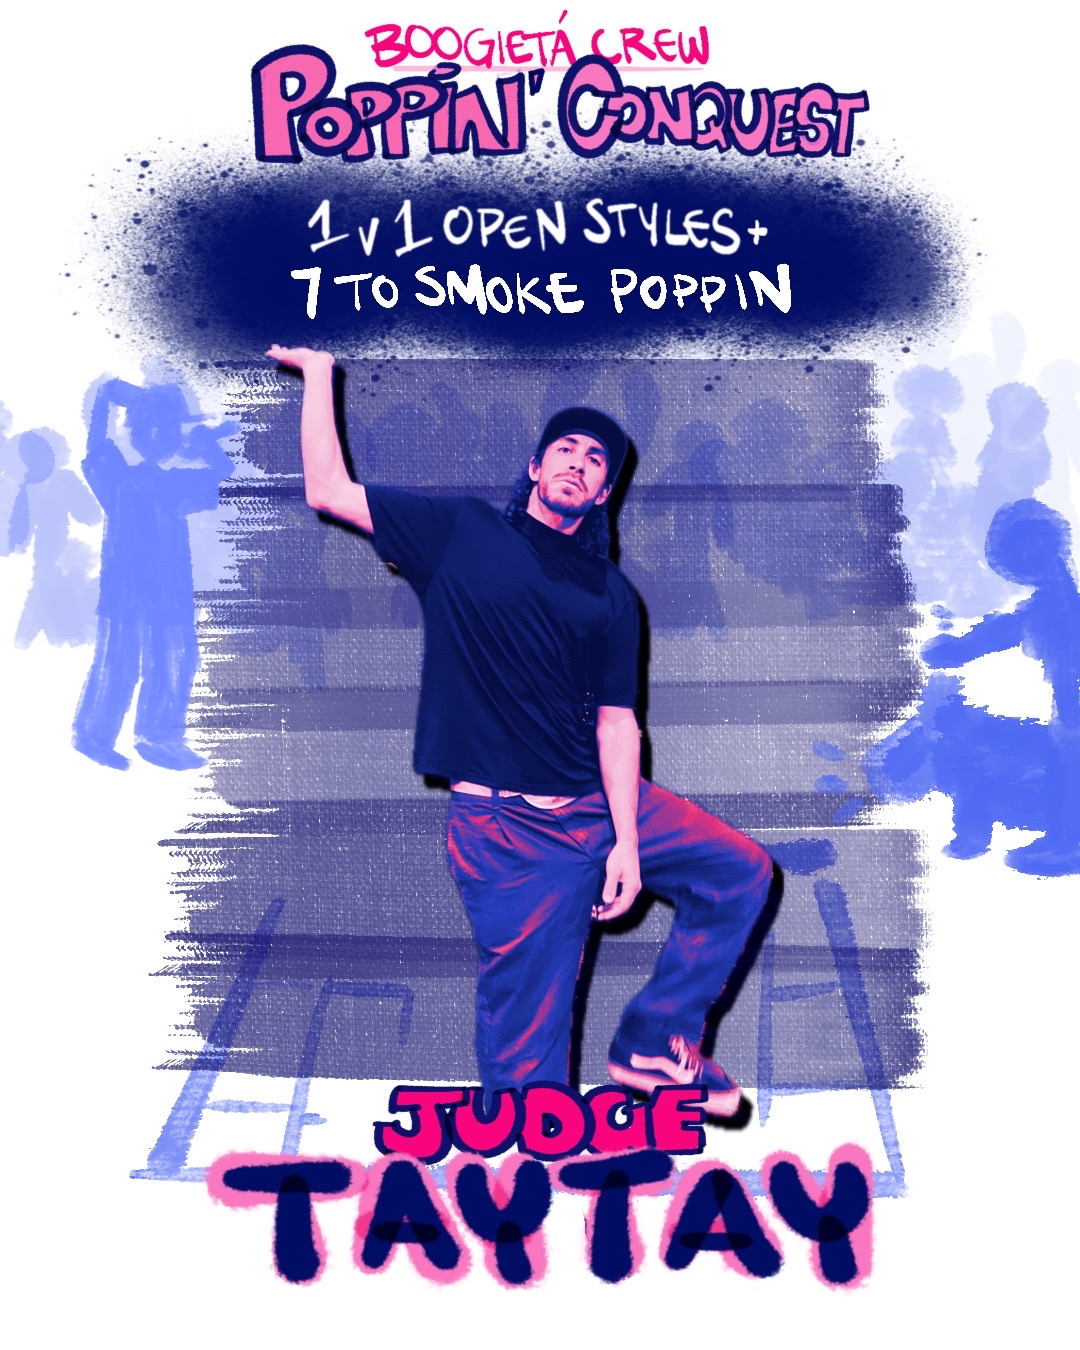 BOOGIETÁ CREW
POPPIN' CONQUEST
1 v 1 OPEN STYLES +
7 TO SMOKE POPPIN
JUDGE
TAYTAY